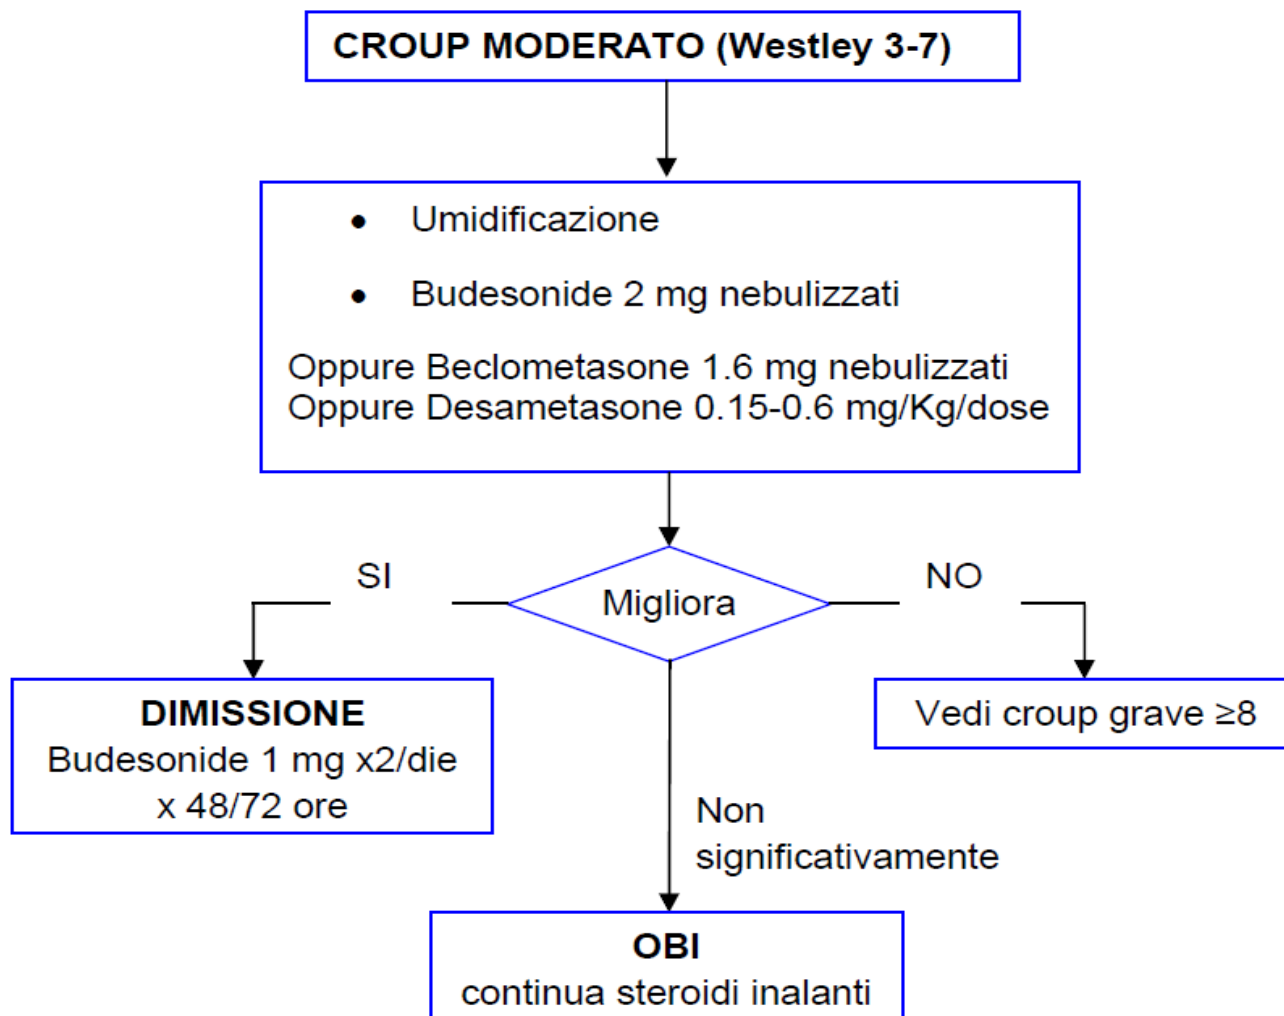 CROUP MODERATO (Westley 3-7)
• Umidificazione
• Budesonide 2 mg nebulizzati
Oppure Beclometasone 1.6 mg nebulizzati
Oppure Desametasone 0.15-0.6 mg/Kg/dose
SI
Migliora
NO
DIMISSIONE
Budesonide 1 mg x2/die
x 48/72 ore
Vedi croup grave ≥8
Non
significativamente
OBI
continua steroidi inalanti